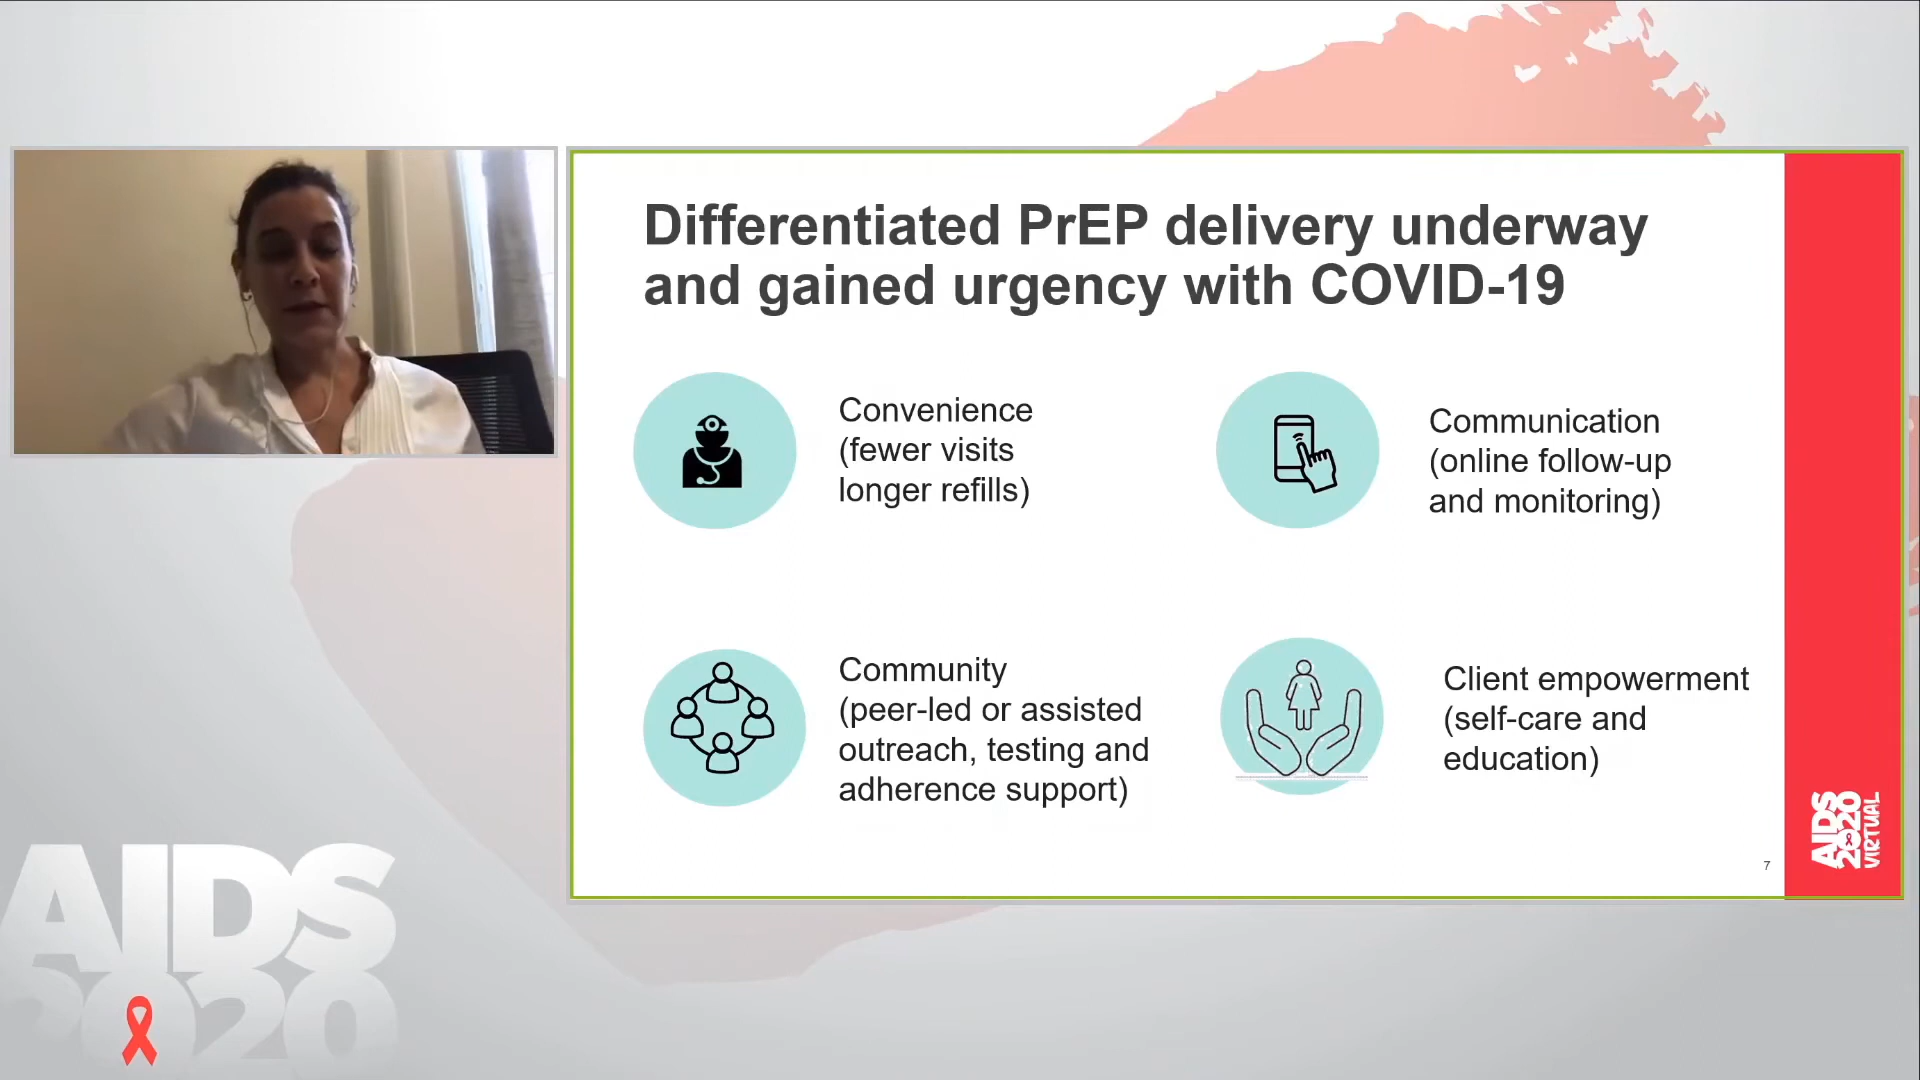 Differentiated PrEP delivery underway
and gained urgency with COVID-19
Convenience
(fewer visits
longer refills)
Communication
(online follow-up
and monitoring)
Community
(peer-led or assisted
outreach, testing and
adherence support)
Client empowerment
(self-care and
education)
7
AIDS
2020
VIRTUAL
AIDS
2020